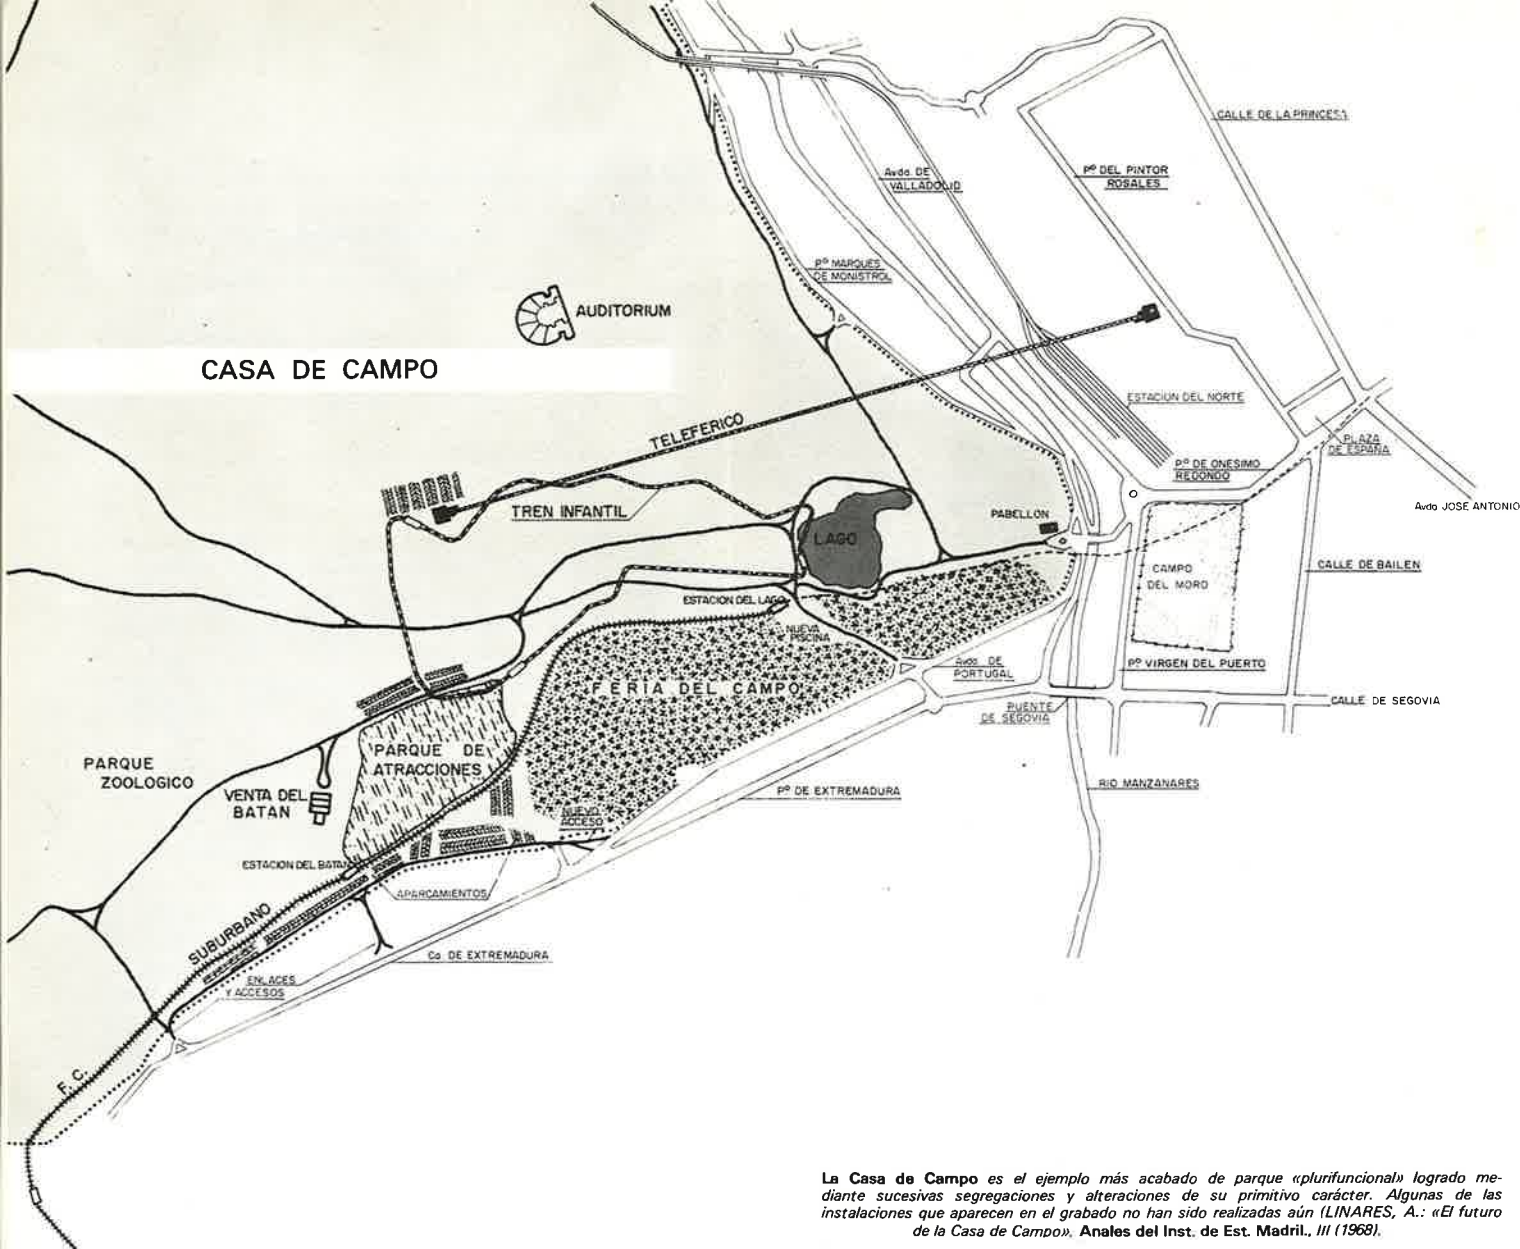 CALLE DE LA PRINCESA
Pº DEL PINTOR
ROSALES
Avda. DE
VALLADOLID
Pº MARQUES
DE MONISTROL
AUDITORIUM
CASA DE CAMPO
ESTACION DEL NORTE
TELEFERICO
PLAZA
DE ESPAÑA
Pº DE ONESIMO
REDONDO
TREN INFANTIL
PABELLON
Avda JOSE ANTONIO
LAGO
CAMPO
DEL MORO
CALLE DE BAILEN
ESTACION DEL LAGO
NUEVA
PISCINA
Avda. DE
PORTUGAL
Pº VIRGEN DEL PUERTO
FERIA DEL CAMPO
CALLE DE SEGOVIA
PUENTE
DE SEGOVIA
PARQUE DE
ATRACCIONES
PARQUE
ZOOLOGICO
VENTA DEL
BATAN
Pº DE EXTREMADURA
RIO MANZANARES
NUEVO
ACCESO
ESTACION DEL BATAN
APARCAMIENTOS
SUBURBANO
Ca. DE EXTREMADURA
ENLACES
Y ACCESOS
F. C.
La Casa de Campo es el ejemplo más acabado de parque «plurifuncional» logrado me-
diante sucesivas segregaciones y alteraciones de su primitivo carácter. Algunas de las
instalaciones que aparecen en el grabado no han sido realizadas aún (LINARES, A.: «El futuro
de la Casa de Campo». Anales del Inst. de Est. Madril., III (1968).